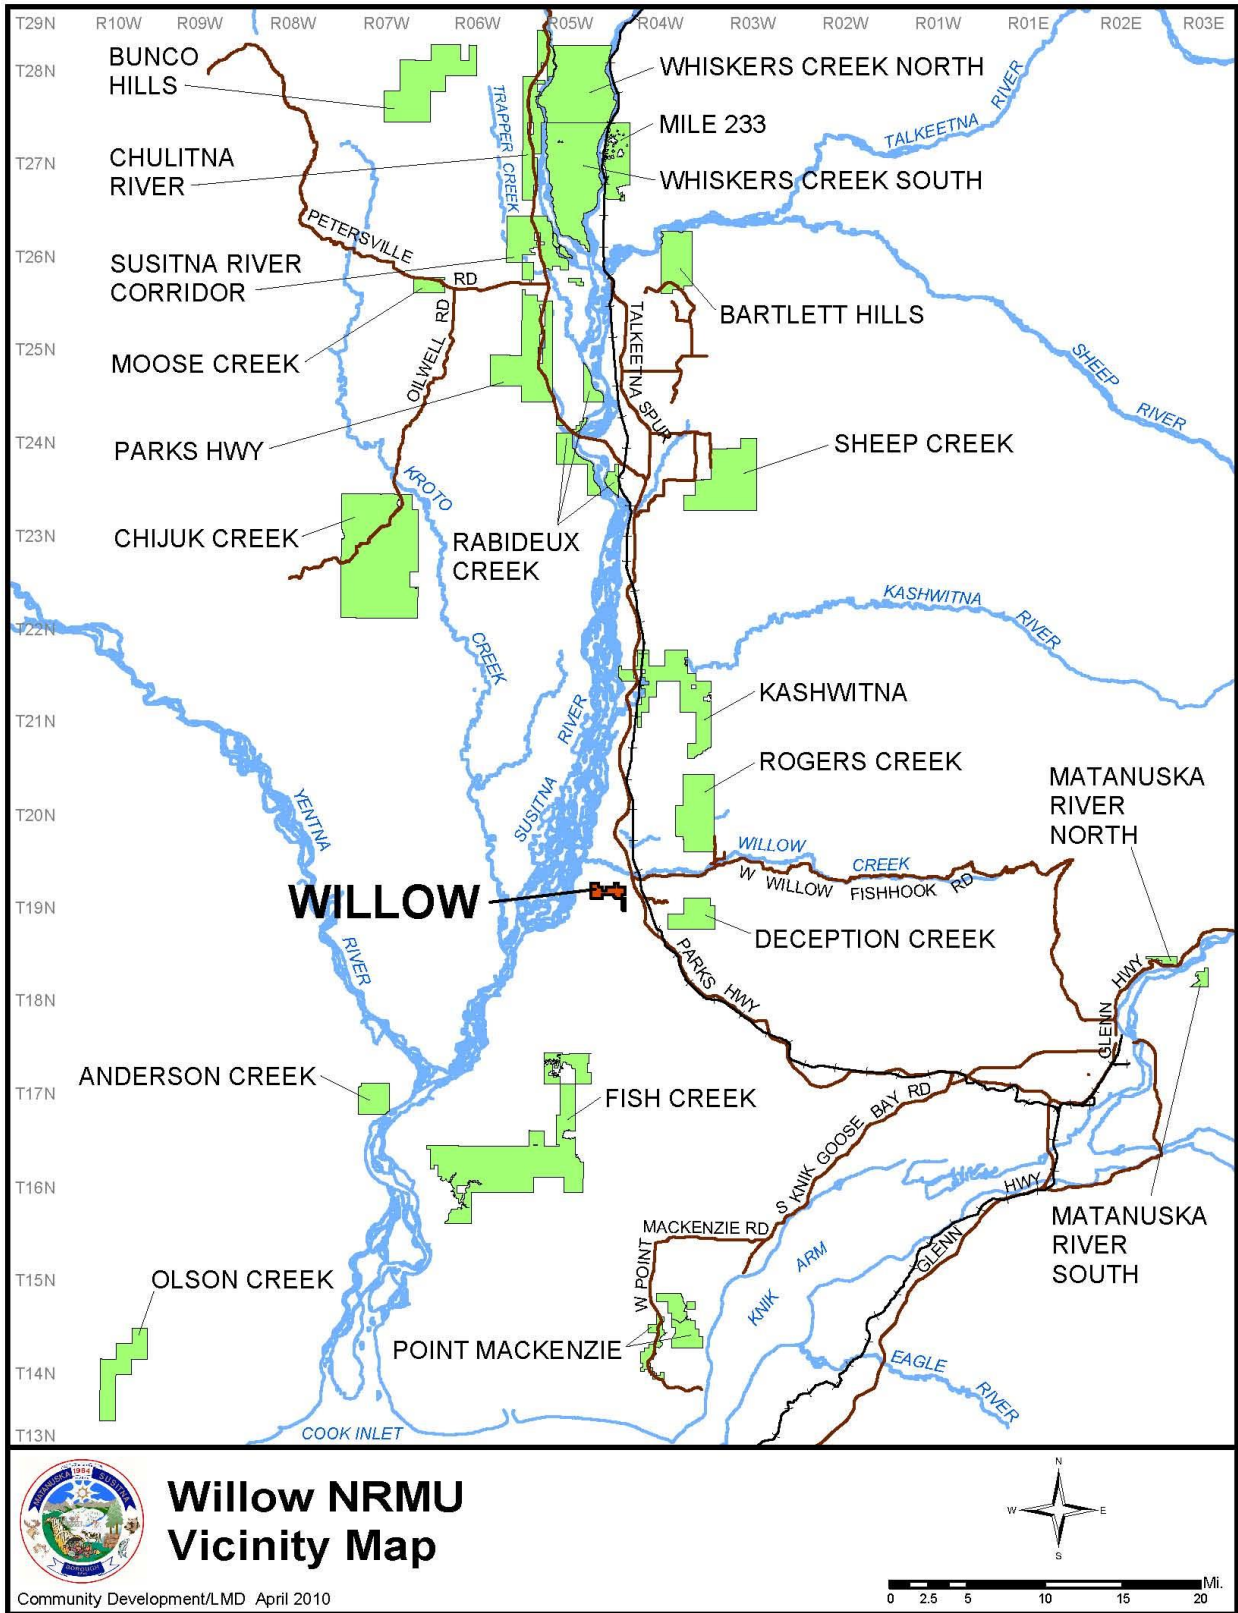 T29N R10W R09W R08W R07W R06W R05W R04W R03W R02W R01W R01E R02E R03E
T28N
T27N
T26N
T25N
T24N
T23N
T22N
T21N
T20N
T19N
T18N
T17N
T16N
T15N
T14N
T13N
BUNCO
HILLS
CHULITNA
RIVER
SUSITNA RIVER
CORRIDOR
MOOSE CREEK
PARKS HWY
CHIJUK CREEK
WHISKERS CREEK NORTH
MILE 233
WHISKERS CREEK SOUTH
BARTLETT HILLS
SHEEP CREEK
RABIDEUX
CREEK
KASHWITNA
ROGERS CREEK
MATANUSKA
RIVER
NORTH
WILLOW
DECEPTION CREEK
ANDERSON CREEK
FISH CREEK
MATANUSKA
RIVER
SOUTH
OLSON CREEK
POINT MACKENZIE
TRAPPER CREEK
TALKEETNA RIVER
PETERSVILLE RD
OILWELL RD
TALKEETNA SPUR
SHEEP RIVER
KROTO CREEK
KASHWITNA RIVER
SUSITNA RIVER
YENTNA RIVER
WILLOW CREEK
W WILLOW FISHHOOK RD
PARKS HWY
GLENN HWY
S KNIK GOOSE BAY RD
W POINT MACKENZIE RD
GLENN HWY
KNIK ARM
EAGLE RIVER
COOK INLET
MATANUSKA SUSITNA
1964
BOROUGH
Willow NRMU
Vicinity Map
Community Development/LMD April 2010
N
W E
S
0 2.5 5 10 15 20 Mi.